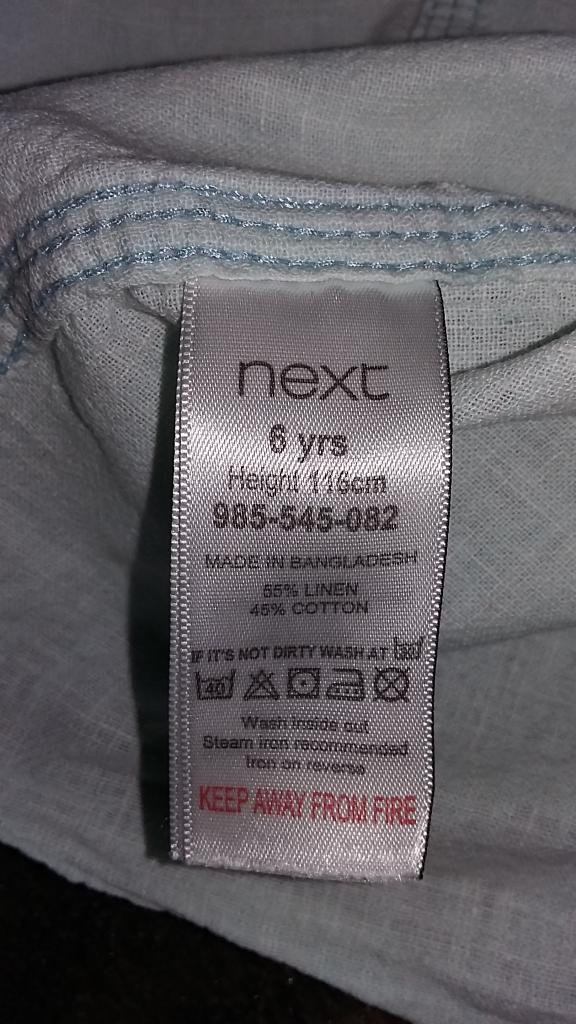 next
6 yrs
Height 116cm
985-545-082
MADE IN BANGLADESH
55% LINEN
45% COTTON
IF IT'S NOT DIRTY WASH AT
40
Wash inside out
Steam iron recommended
Iron on reverse
KEEP AWAY FROM FIRE